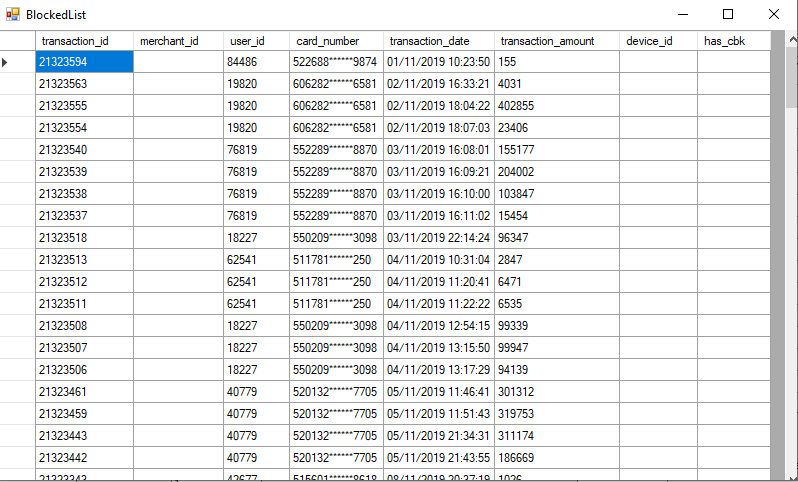 BlockedList
transaction_id merchant_id user_id card_number transaction_date transaction_amount device_id has_cbk
21323594 84486 522688******9874 01/11/2019 10:23:50 155
21323563 19820 606282******6581 02/11/2019 16:33:21 4031
21323555 19820 606282******6581 02/11/2019 18:04:22 402855
21323554 19820 606282******6581 02/11/2019 18:07:03 23406
21323540 76819 552289******8870 03/11/2019 16:08:01 155177
21323539 76819 552289******8870 03/11/2019 16:09:21 204002
21323538 76819 552289******8870 03/11/2019 16:10:00 103847
21323537 76819 552289******8870 03/11/2019 16:11:02 15454
21323518 18227 550209******3098 03/11/2019 22:14:24 96347
21323513 62541 511781******250 04/11/2019 10:31:04 2847
21323512 62541 511781******250 04/11/2019 11:20:41 6471
21323511 62541 511781******250 04/11/2019 11:22:22 6535
21323508 18227 550209******3098 04/11/2019 12:54:15 99339
21323507 18227 550209******3098 04/11/2019 13:15:50 99947
21323506 18227 550209******3098 04/11/2019 13:17:29 94139
21323461 40779 520132******7705 05/11/2019 11:46:41 301312
21323459 40779 520132******7705 05/11/2019 11:51:43 319753
21323443 40779 520132******7705 05/11/2019 21:34:31 311174
21323442 40779 520132******7705 05/11/2019 21:43:55 186669
21323343 42677 515601******8618 08/11/2019 20:37:19 1026